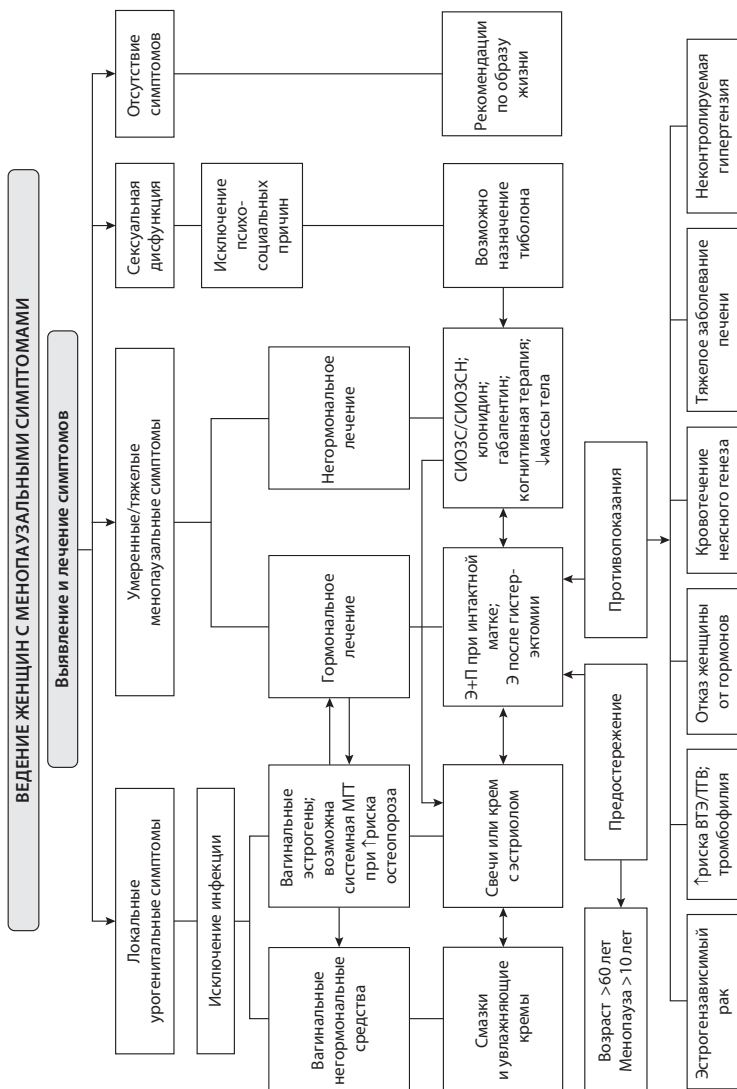 ВЕДЕНИЕ ЖЕНЩИН С МЕНОПАУЗАЛЬНЫМИ СИМПТОМАМИ
Выявление и лечение симптомов
Локальные
урогенитальные симптомы
Умеренные/тяжелые
менопаузальные симптомы
Сексуальная
дисфункция
Отсутствие
симптомов
Исключение инфекции
Исключение
психо-
социальных
причин
Вагинальные
негормональные
средства
Вагинальные
эстрогены;
возможна
системная МГТ
при ↑риска
остеопороза
Гормональное
лечение
Негормональное
лечение
Смазки
и увлажняющие
кремы
Свечи или крем
с эстриолом
Э+П при интактной
матке;
Э после гистер-
эктомии
СИОЗС/СИОЗСН;
клонидин;
габапентин;
когнитивная терапия;
↓массы тела
Возможно
назначение
тиболона
Рекомендации
по образу
жизни
Возраст >60 лет
Менопауза >10 лет
Предостережение
Противопоказания
Эстрогензависимый
рак
↑риска ВТЭ/ТГВ;
тромбофилия
Отказ женщины
от гормонов
Кровотечение
неясного генеза
Тяжелое заболевание
печени
Неконтролируемая
гипертензия